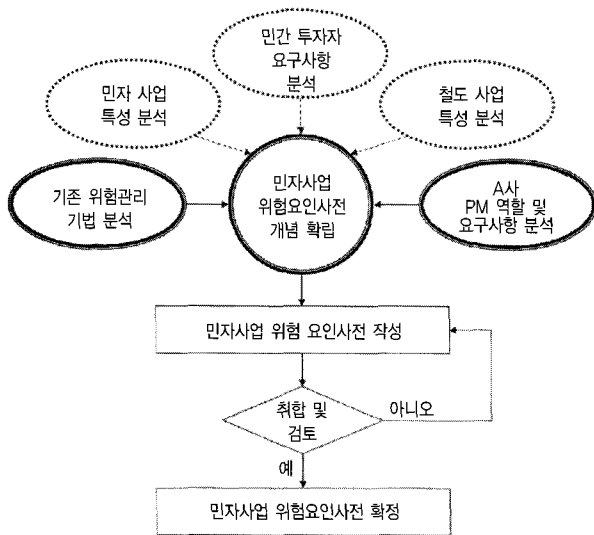 민간 투자자
요구사항
분석
민자 사업
특성 분석
철도 사업
특성 분석
기존 위험관리
기법 분석
민자사업
위험요인사전
개념 확립
A사
PM 역할 및
요구사항 분석
민자사업 위험 요인사전 작성
취합 및
검토
아니오
예
민자사업 위험요인사전 확정